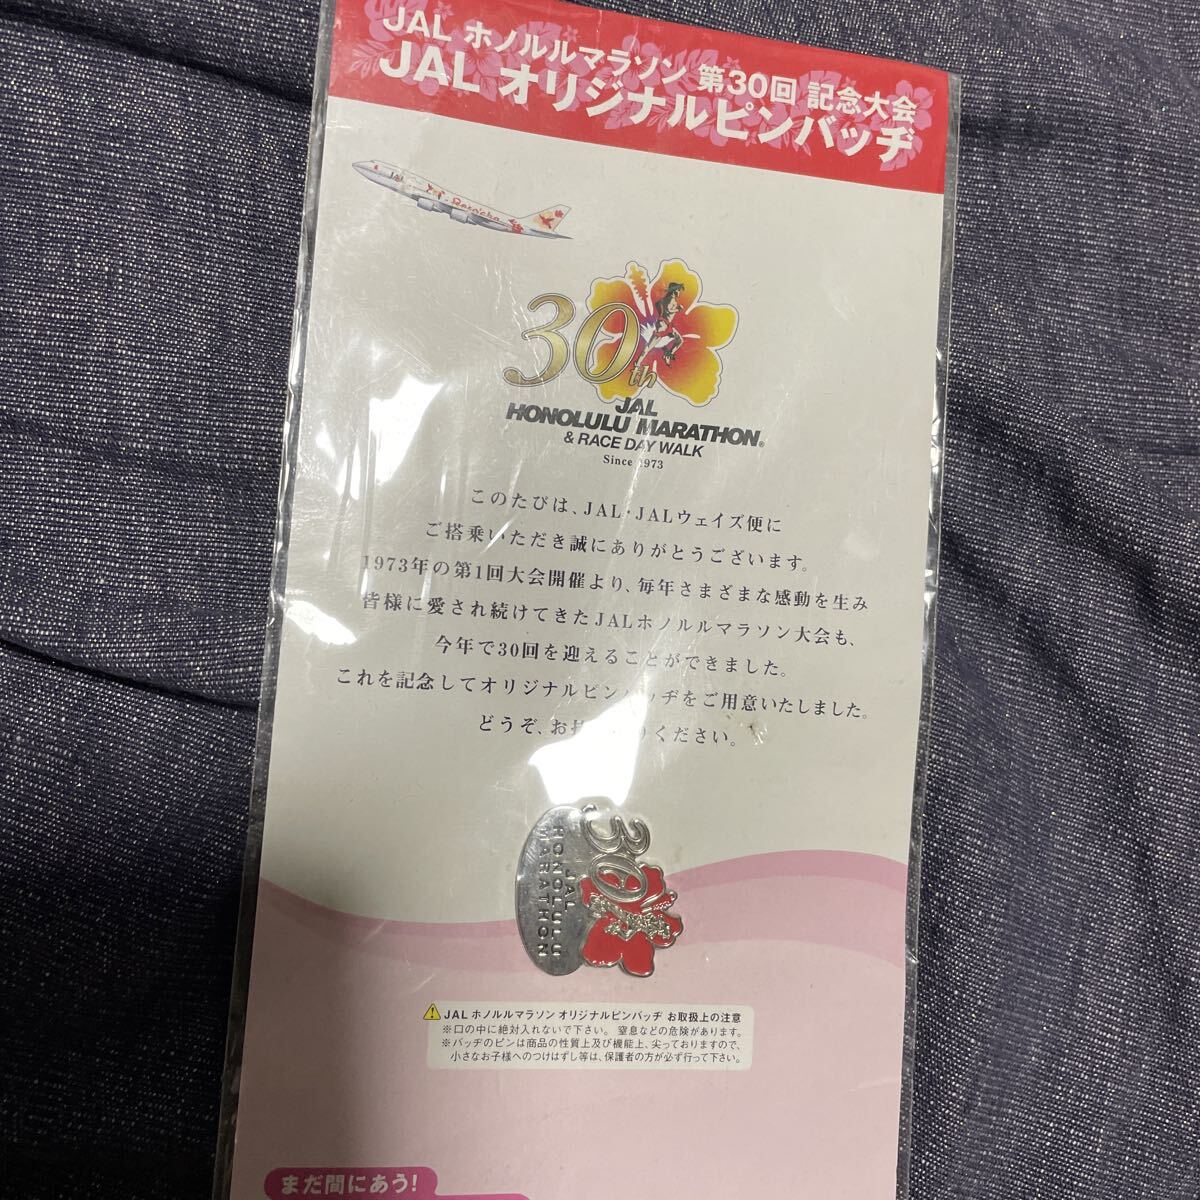 JAL ホノルルマラソン 第30回 記念大会
JAL オリジナルピンバッヂ
JAL
Reso'cha
30th
JAL
HONOLULU MARATHON®
& RACE DAY WALK
Since 1973
このたびは、JAL・JALウェイズ便に
ご搭乗いただき誠にありがとうございます。
1973年の第1回大会開催より、毎年さまざまな感動を生み
皆様に愛され続けてきたJALホノルルマラソン大会も、
今年で30回を迎えることができました。
これを記念してオリジナルピンバッヂをご用意いたしました。
どうぞ、お持 りください。
30
JAL
HONOLULU
MARATHON
JAL ホノルルマラソン オリジナルピンバッヂ お取扱上の注意
※口の中に絶対入れないで下さい。 窒息などの危険があります。
※バッヂのピンは商品の性質上及び機能上、尖っておりますので、
小さなお子様へのつけはずし等は、保護者の方が必ず行って下さい。
まだ間にあう!